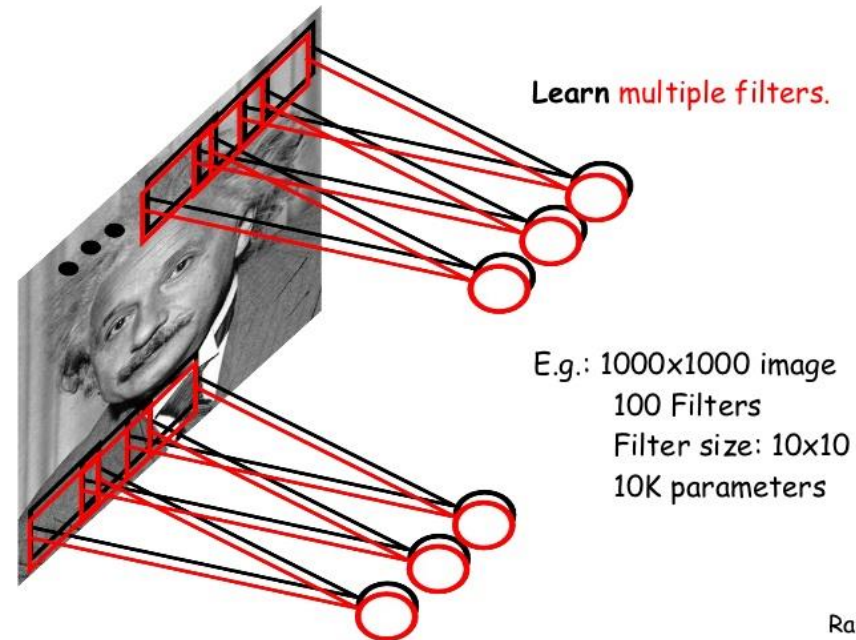 Learn multiple filters.
E.g.: 1000x1000 image
100 Filters
Filter size: 10x10
10K parameters
Ra